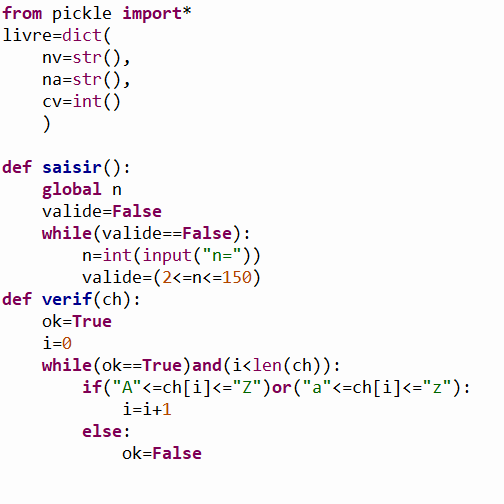 from pickle import*
livre=dict(
    nv=str(),
    na=str(),
    cv=int()
    )

def saisir():
    global n
    valide=False
    while(valide==False):
        n=int(input("n="))
        valide=(2<=n<=150)
def verif(ch):
    ok=True
    i=0
    while(ok==True)and(i<len(ch)):
        if("A"<=ch[i]<="Z")or("a"<=ch[i]<="z"):
            i=i+1
        else:
            ok=False